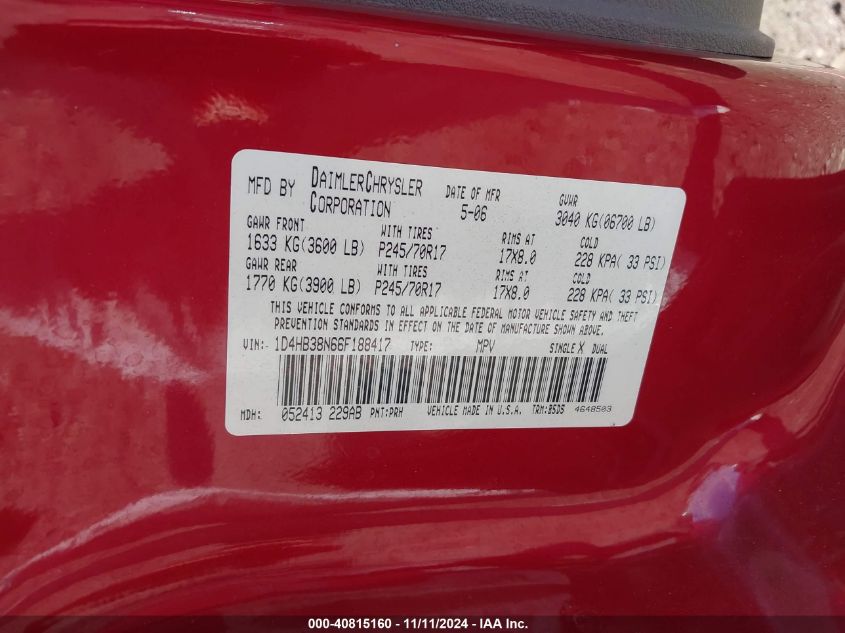 MFD BY DAIMLERCHRYSLER CORPORATION DATE OF MFR 5-06 GVWR 3040 KG(06700 LB)
GAWR FRONT WITH TIRES RIMS AT COLD
1633 KG(3600 LB) P245/70R17 17X8.0 228 KPA( 33 PSI)
GAWR REAR WITH TIRES RIMS AT COLD
1770 KG(3900 LB) P245/70R17 17X8.0 228 KPA( 33 PSI)
THIS VEHICLE CONFORMS TO ALL APPLICABLE FEDERAL MOTOR VEHICLE SAFETY AND THEFT
PREVENTION STANDARDS IN EFFECT ON THE DATE OF MANUFACTURE SHOWN ABOVE.
VIN:- 1D4HB38N66F188417 TYPE: MPV SINGLE X DUAL
MDH: 052413 229AB PNT:PRH VEHICLE MADE IN U.S.A. TRM:B5D5 4648503
000-40815160 - 11/11/2024 - IAA Inc.